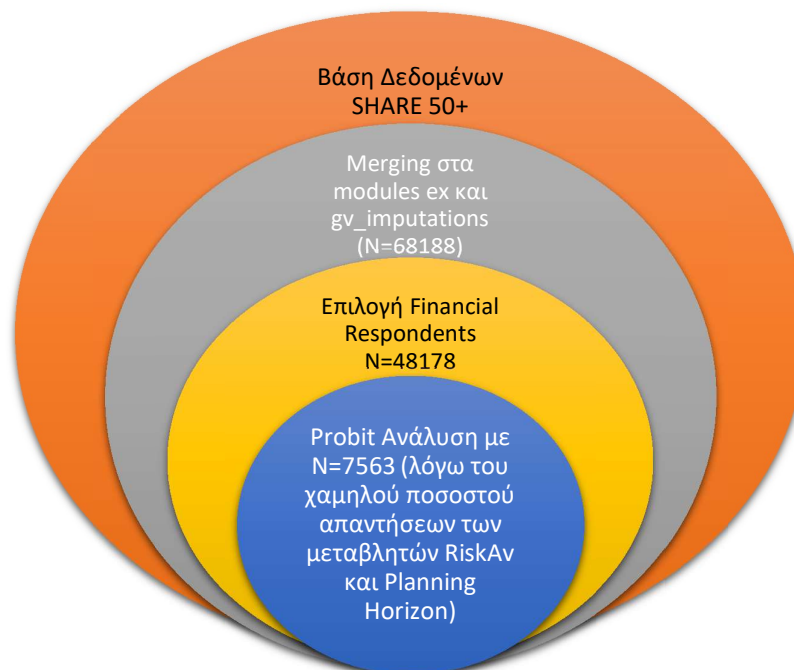 Βάση Δεδομένων
SHARE 50+
Merging στα
modules ex και
gv_imputations
(N=68188)
Επιλογή Financial
Respondents
N=48178
Probit Ανάλυση με
N=7563 (λόγω του
χαμηλού ποσοστού
απαντήσεων των
μεταβλητών RiskAv
και Planning
Horizon)